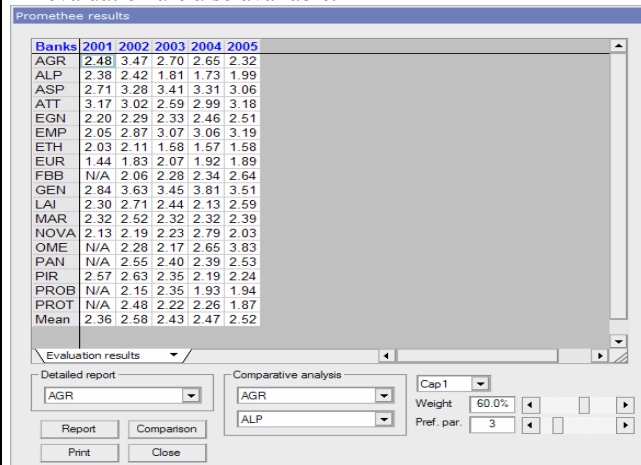 Promethee results
Banks 2001 2002 2003 2004 2005
AGR 2.48 3.47 2.70 2.65 2.32
ALP 2.38 2.42 1.81 1.73 1.99
ASP 2.71 3.28 3.41 3.31 3.06
ATT 3.17 3.02 2.59 2.99 3.18
EGN 2.20 2.29 2.33 2.46 2.51
EMP 2.05 2.87 3.07 3.06 3.19
ETH 2.03 2.11 1.58 1.57 1.58
EUR 1.44 1.83 2.07 1.92 1.89
FBB N/A 2.06 2.28 2.34 2.64
GEN 2.84 3.63 3.45 3.81 3.51
LAI 2.30 2.71 2.44 2.13 2.59
MAR 2.32 2.52 2.32 2.32 2.39
NOVA 2.13 2.19 2.23 2.79 2.03
OME N/A 2.28 2.17 2.65 3.83
PAN N/A 2.55 2.40 2.39 2.53
PIR 2.57 2.63 2.35 2.19 2.24
PROB N/A 2.15 2.35 1.93 1.94
PROT N/A 2.48 2.22 2.26 1.87
Mean 2.36 2.58 2.43 2.47 2.52
Evaluation results
Detailed report
AGR
Report Comparison
Print Close
Comparative analysis
AGR
ALP
Cap1
Weight 60.0%
Pref. par. 3